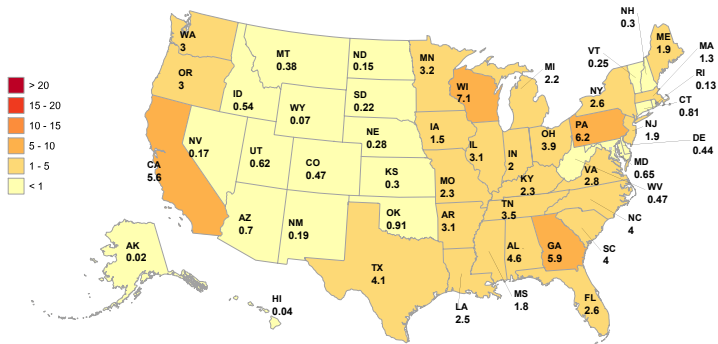 > 20
15 - 20
10 - 15
5 - 10
1 - 5
< 1
WA
3
OR
3
CA
5.6
NV
0.17
ID
0.54
MT
0.38
WY
0.07
UT
0.62
CO
0.47
AZ
0.7
NM
0.19
ND
0.15
SD
0.22
NE
0.28
KS
0.3
OK
0.91
TX
4.1
MN
3.2
IA
1.5
MO
2.3
AR
3.1
LA
2.5
WI
7.1
IL
3.1
MI
2.2
IN
2
OH
3.9
KY
2.3
TN
3.5
MS
1.8
AL
4.6
GA
5.9
FL
2.6
SC
4
NC
4
VA
2.8
WV
0.47
MD
0.65
DE
0.44
PA
6.2
NJ
1.9
NY
2.6
CT
0.81
RI
0.13
MA
1.3
VT
0.25
NH
0.3
ME
1.9
AK
0.02
HI
0.04